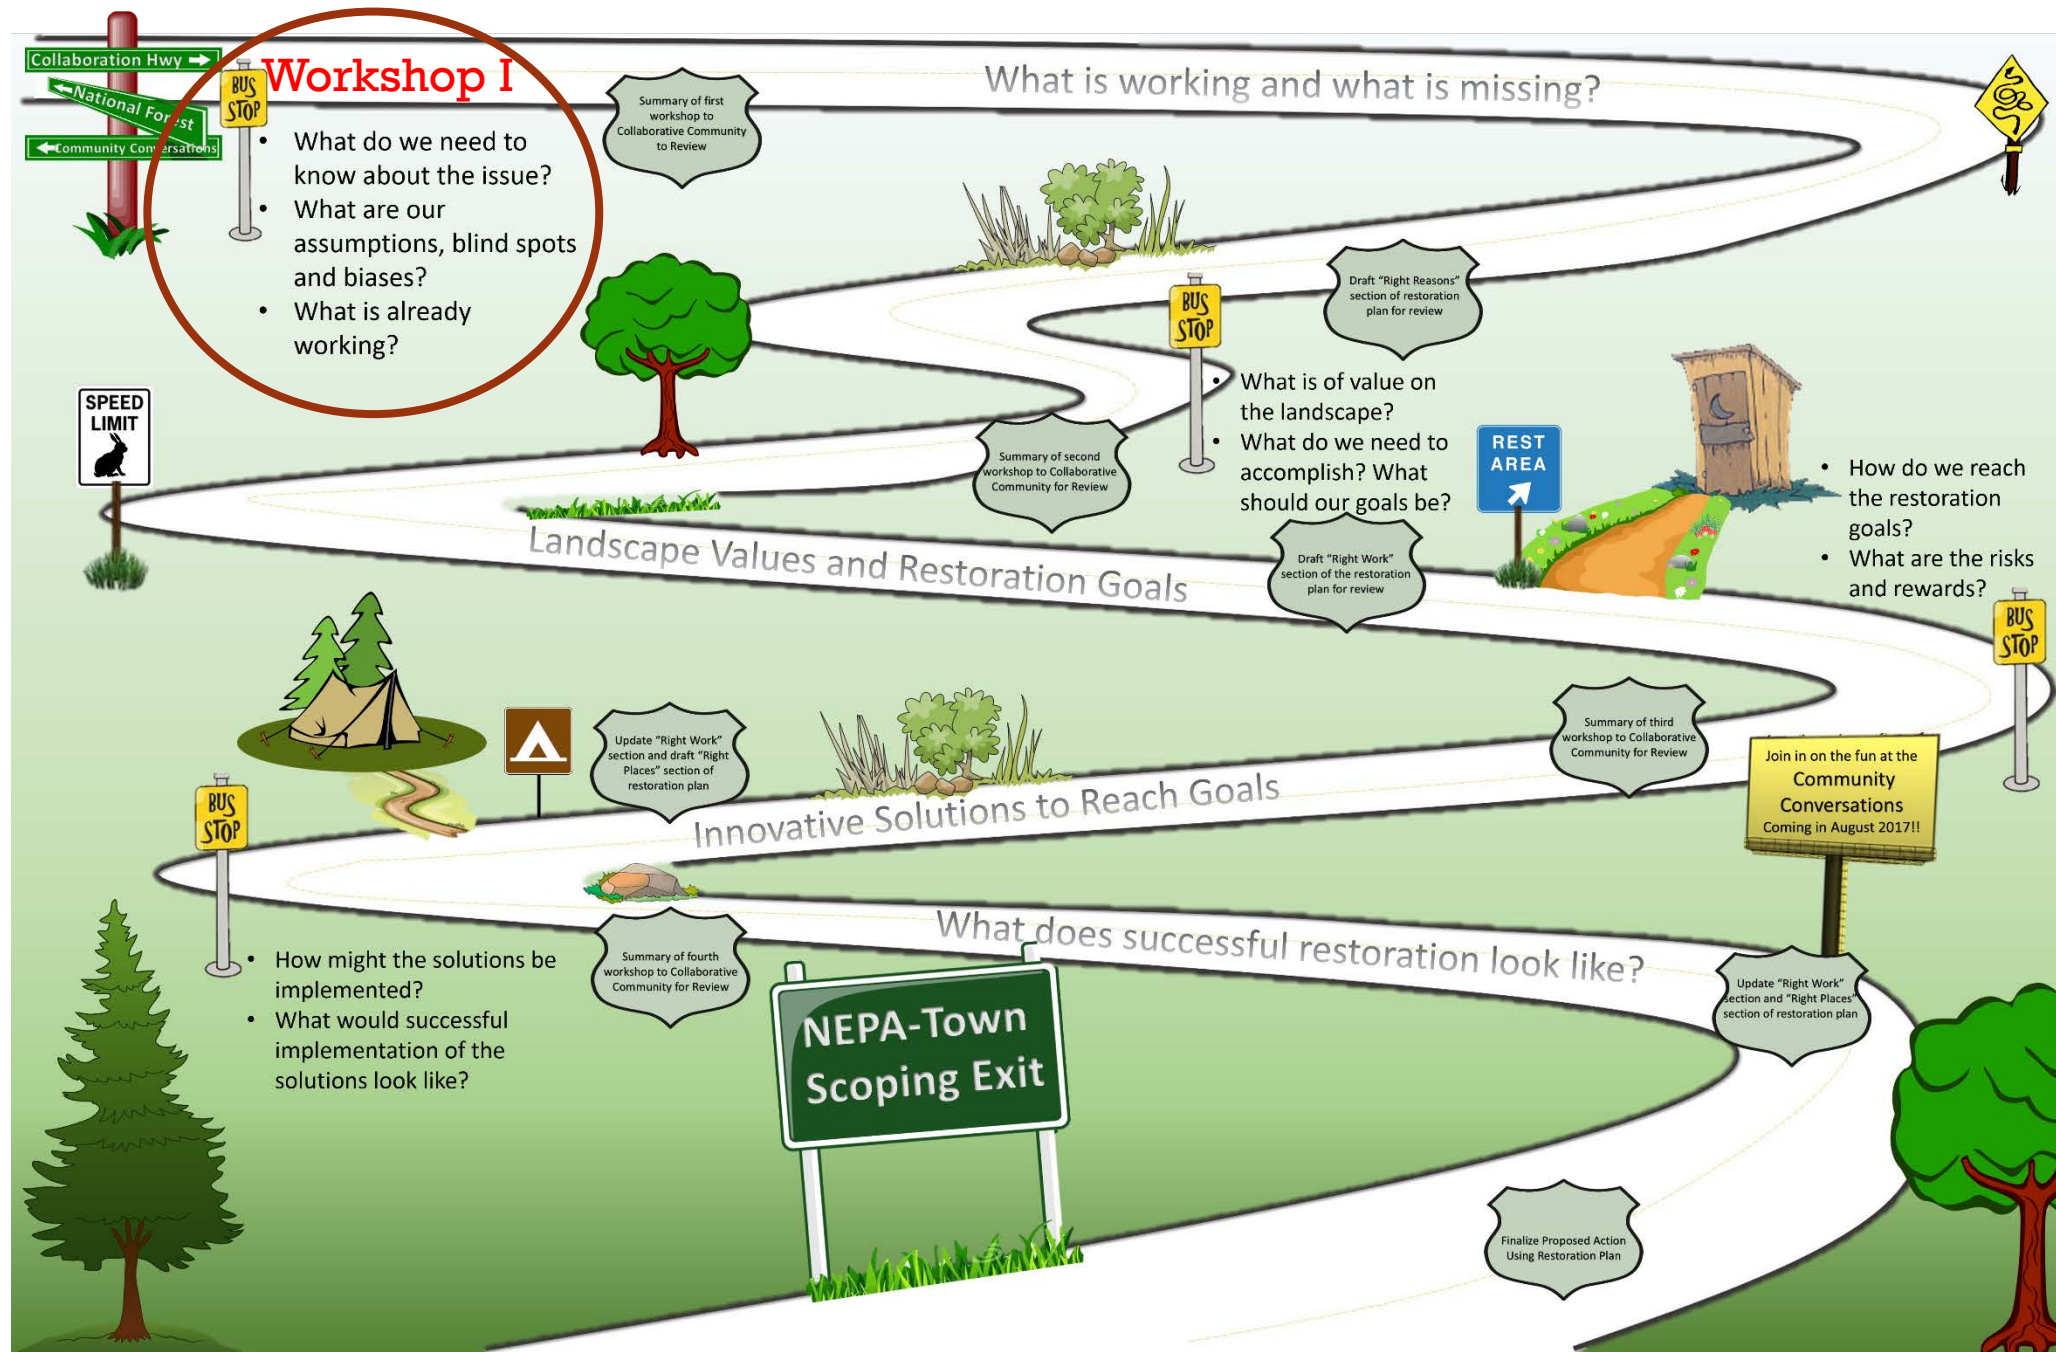 Collaboration Hwy
National Forest
Community Conversations
BUS
STOP
Workshop I
• What do we need to
know about the issue?
• What are our
assumptions, blind spots
and biases?
• What is already
working?
Summary of first
workshop to
Collaborative Community
to Review
What is working and what is missing?
Draft "Right Reasons"
section of restoration
plan for review
BUS
STOP
• What is of value on
the landscape?
• What do we need to
accomplish? What
should our goals be?
SPEED
LIMIT
Summary of second
workshop to Collaborative
Community for Review
Landscape Values and Restoration Goals
Draft "Right Work"
section of the restoration
plan for review
REST
AREA
• How do we reach
the restoration
goals?
• What are the risks
and rewards?
BUS
STOP
Summary of third
workshop to Collaborative
Community for Review
Join in on the fun at the
Community
Conversations
Coming in August 2017!!
Update "Right Work"
section and draft "Right
Places" section of
restoration plan
Innovative Solutions to Reach Goals
BUS
STOP
• How might the solutions be
implemented?
• What would successful
implementation of the
solutions look like?
Summary of fourth
workshop to Collaborative
Community for Review
What does successful restoration look like?
Update "Right Work"
section and "Right Places"
section of restoration plan
NEPA-Town
Scoping Exit
Finalize Proposed Action
Using Restoration Plan